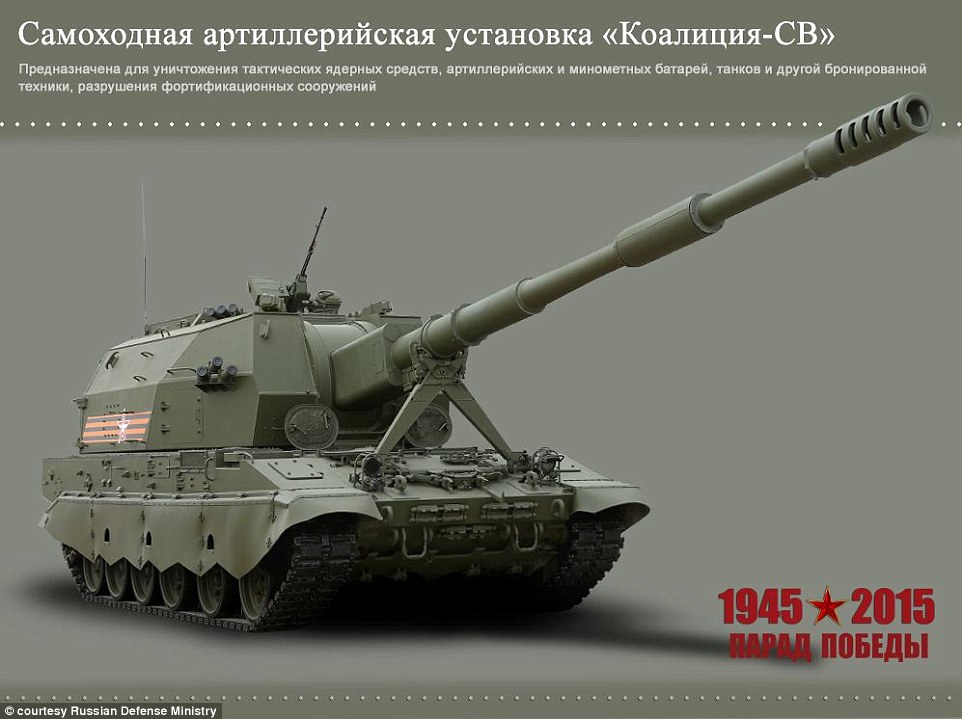 Самоходная артиллерийская установка «Коалиция-СВ»
Предназначена для уничтожения тактических ядерных средств, артиллерийских и минометных батарей, танков и другой бронированной
техники, разрушения фортификационных сооружений
1945 ★ 2015
ПАРАД ПОБЕДЫ
© courtesy Russian Defense Ministry